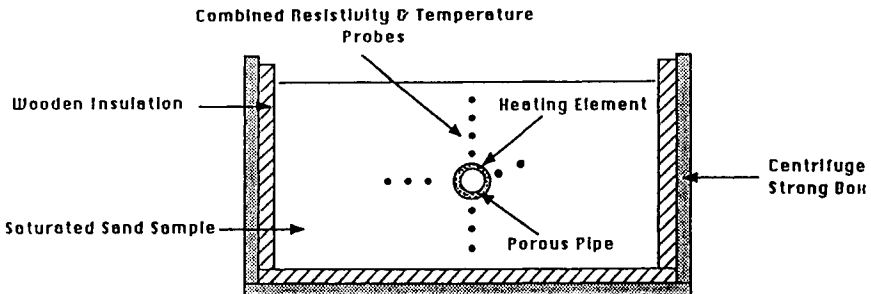 Combined Resistivity & Temperature
Probes
Wooden Insulation
Heating Element
Centrifuge
Strong Box
Saturated Sand Sample
Porous Pipe